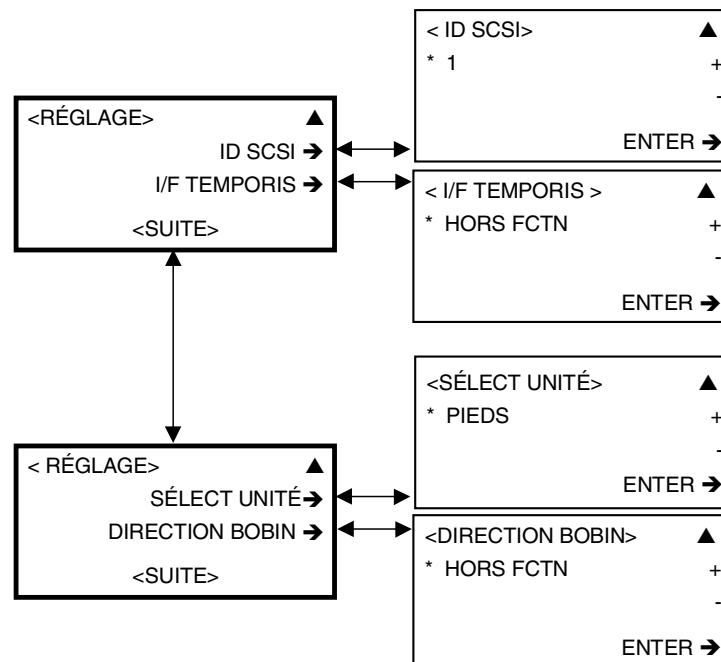 < ID SCSI> ▲
* 1 +
-
ENTER ➔
<RÉGLAGE> ▲
ID SCSI ➔
I/F TEMPORIS ➔
<SUITE>
< I/F TEMPORIS > ▲
* HORS FCTN +
-
ENTER ➔
<SÉLECT UNITÉ> ▲
* PIEDS +
-
ENTER ➔
< RÉGLAGE> ▲
SÉLECT UNITÉ➔
DIRECTION BOBIN ➔
<SUITE>
<DIRECTION BOBIN> ▲
* HORS FCTN +
-
ENTER ➔